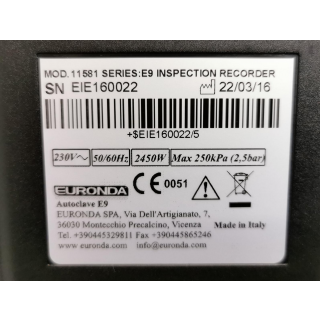 MOD. 11581 SERIES:E9 INSPECTION RECORDER
SN EIE160022 22/03/16
+$EIE160022/5
230V~ 50/60Hz 2450W Max 250kPa (2,5bar)
EURONDA CE 0051
Autoclave E9
EURONDA SPA, Via Dell'Artigianato, 7,
36030 Montecchio Precalcino, Vicenza Made in Italy
Tel. +390445329811 Fax +390445865246
www.euronda.com info@euronda.com